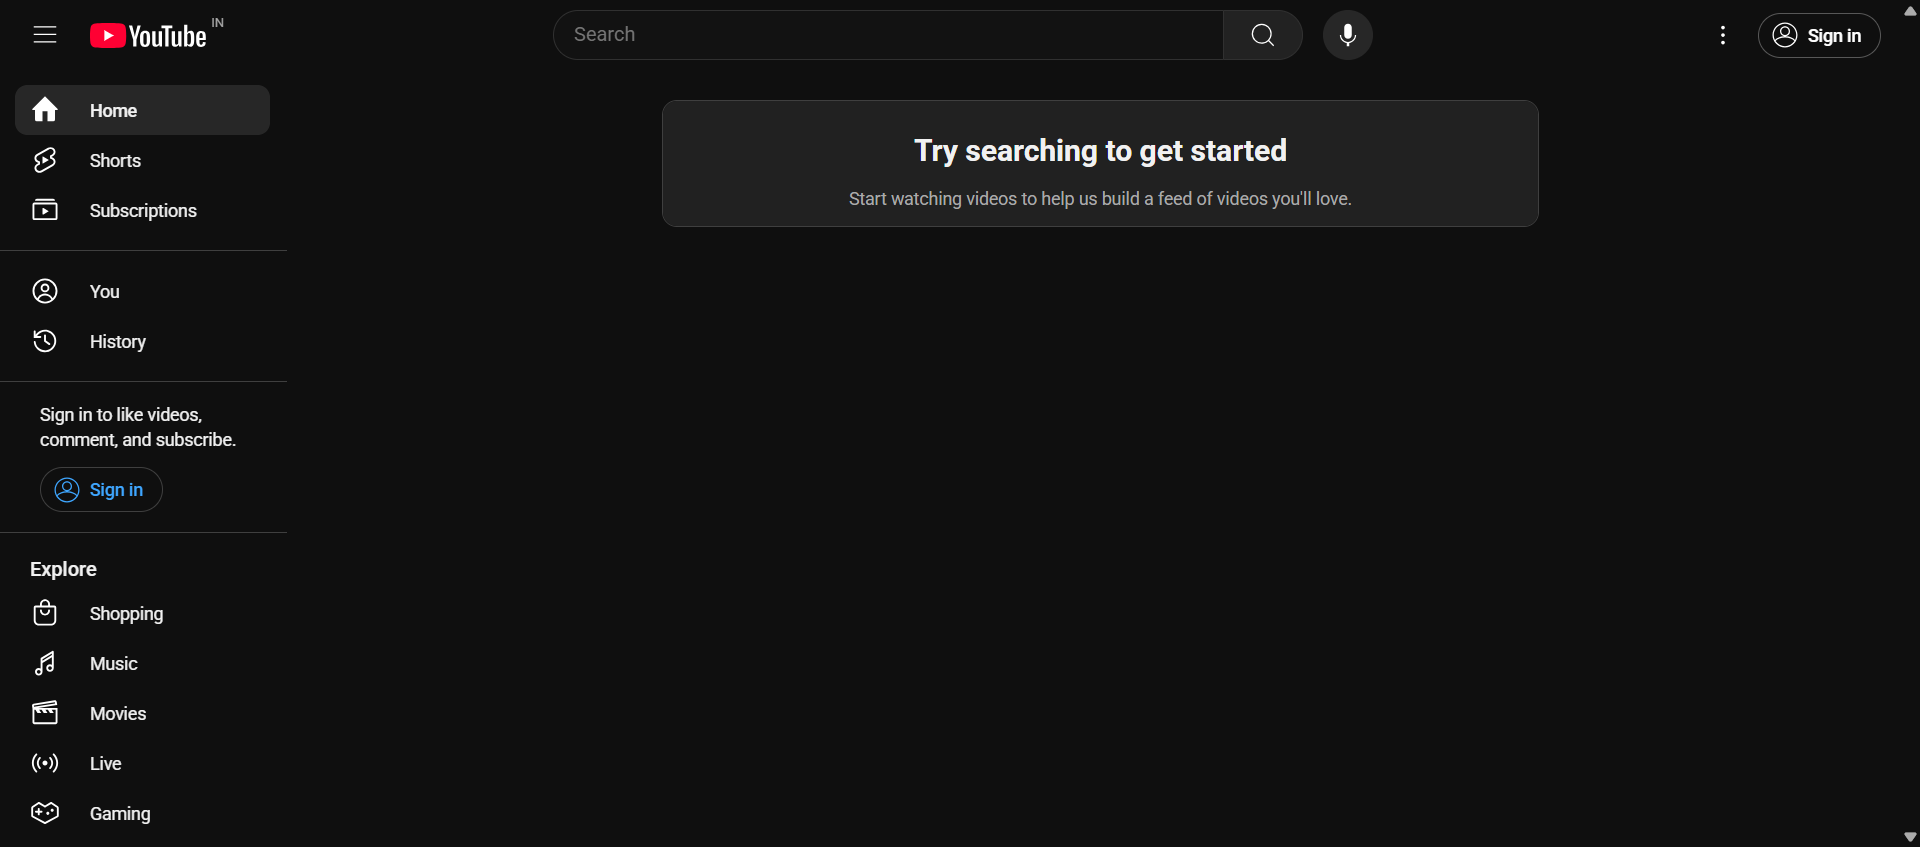 YouTube IN
Search
Sign in
Home
Shorts
Subscriptions
Try searching to get started
Start watching videos to help us build a feed of videos you'll love.
You
History
Sign in to like videos,
comment, and subscribe.
Sign in
Explore
Shopping
Music
Movies
Live
Gaming